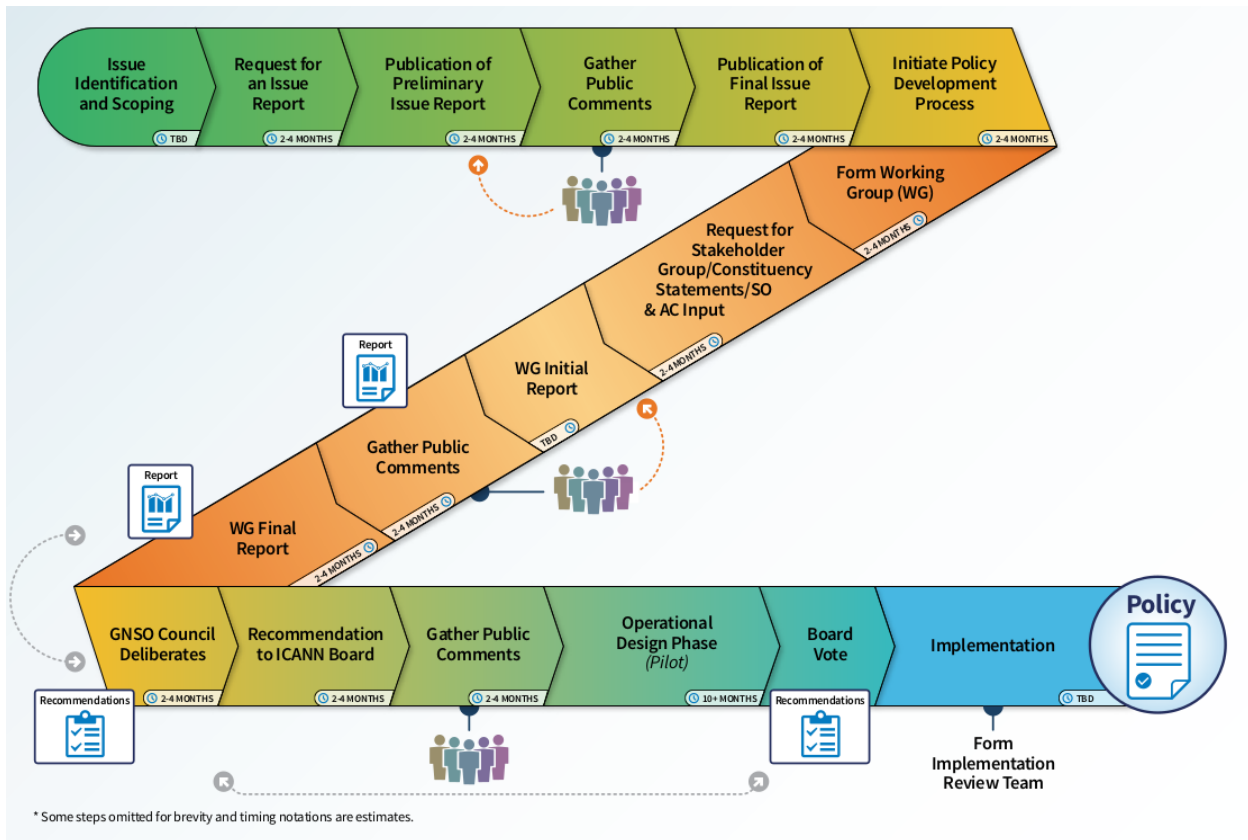 Issue
Identification
and Scoping
TBD
Request for
an Issue
Report
2-4 MONTHS
Publication of
Preliminary
Issue Report
2-4 MONTHS
Gather
Public
Comments
2-4 MONTHS
Publication of
Final Issue
Report
2-4 MONTHS
Initiate Policy
Development
Process
2-4 MONTHS
Form Working
Group (WG)
2-4 MONTHS
Request for
Stakeholder
Group/Constituency
Statements/SO
& AC Input
2-4 MONTHS
WG Initial
Report
TBD
Report
Gather Public
Comments
2-4 MONTHS
Report
WG Final
Report
2-4 MONTHS
GNSO Council
Deliberates
2-4 MONTHS
Recommendations
Recommendation
to ICANN Board
2-4 MONTHS
Gather Public
Comments
2-4 MONTHS
Operational
Design Phase
(Pilot)
10+ MONTHS
Board
Vote
Recommendations
Implementation
TBD
Policy
Form
Implementation
Review Team
* Some steps omitted for brevity and timing notations are estimates.